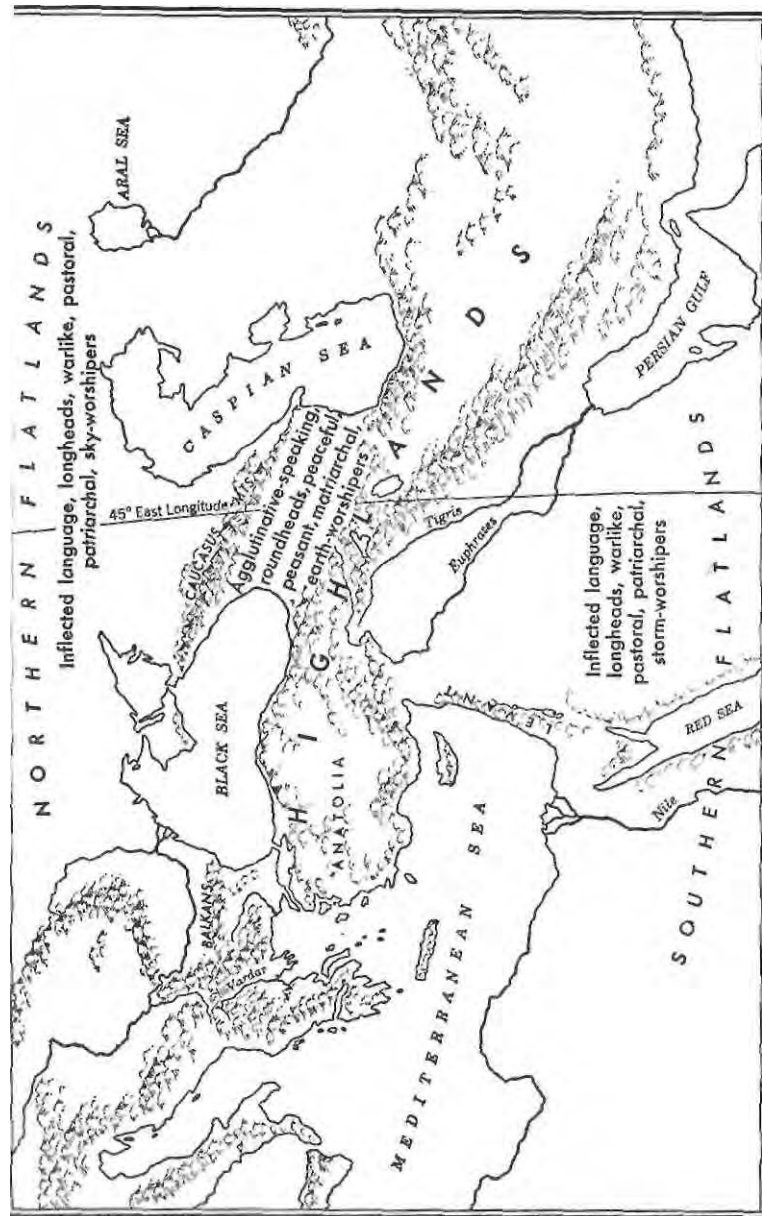 NORTHERN FLATLANDS
Inflected language, longheads, warlike, pastoral,
patriarchal, sky-worshipers
ARAL SEA
CASPIAN SEA
45° East Longitude
CAUCASUS MTS
Agglutinative-speaking,
roundheads, peaceful,
peasant, matriarchal,
earth-worshipers
BLACK SEA
BALKANS
Vardar
HIGHLANDS
ANATOLIA
Tigris
Euphrates
PERSIAN GULF
LEVANT
MEDITERRANEAN SEA
Inflected language,
longheads, warlike,
pastoral, patriarchal,
storm-worshipers
RED SEA
Nile
SOUTHERN FLATLANDS